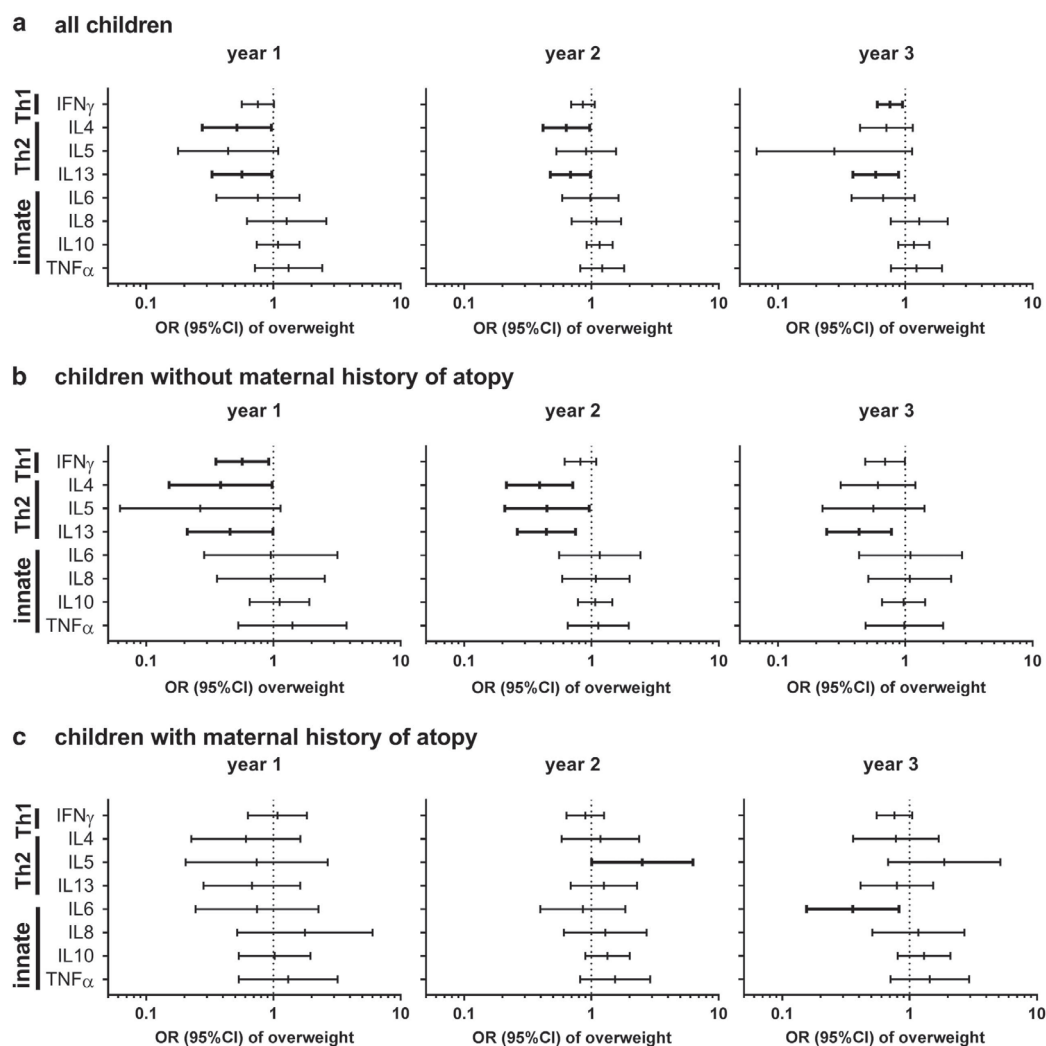 a all children
year 1 year 2 year 3
Th1 IFNγ
Th2 IL4
IL5
IL13
innate IL6
IL8
IL10
TNFα
0.1 1 10 0.1 1 10 0.1 1 10
OR (95%CI) of overweight OR (95%CI) of overweight OR (95%CI) of overweight
b children without maternal history of atopy
year 1 year 2 year 3
Th1 IFNγ
Th2 IL4
IL5
IL13
innate IL6
IL8
IL10
TNFα
0.1 1 10 0.1 1 10 0.1 1 10
OR (95%CI) overweight OR (95%CI) of overweight OR (95%CI) of overweight
c children with maternal history of atopy
year 1 year 2 year 3
Th1 IFNγ
Th2 IL4
IL5
IL13
innate IL6
IL8
IL10
TNFα
0.1 1 10 0.1 1 10 0.1 1 10
OR (95%CI) of overweight OR (95%CI) of overweight OR (95%CI) of overweight